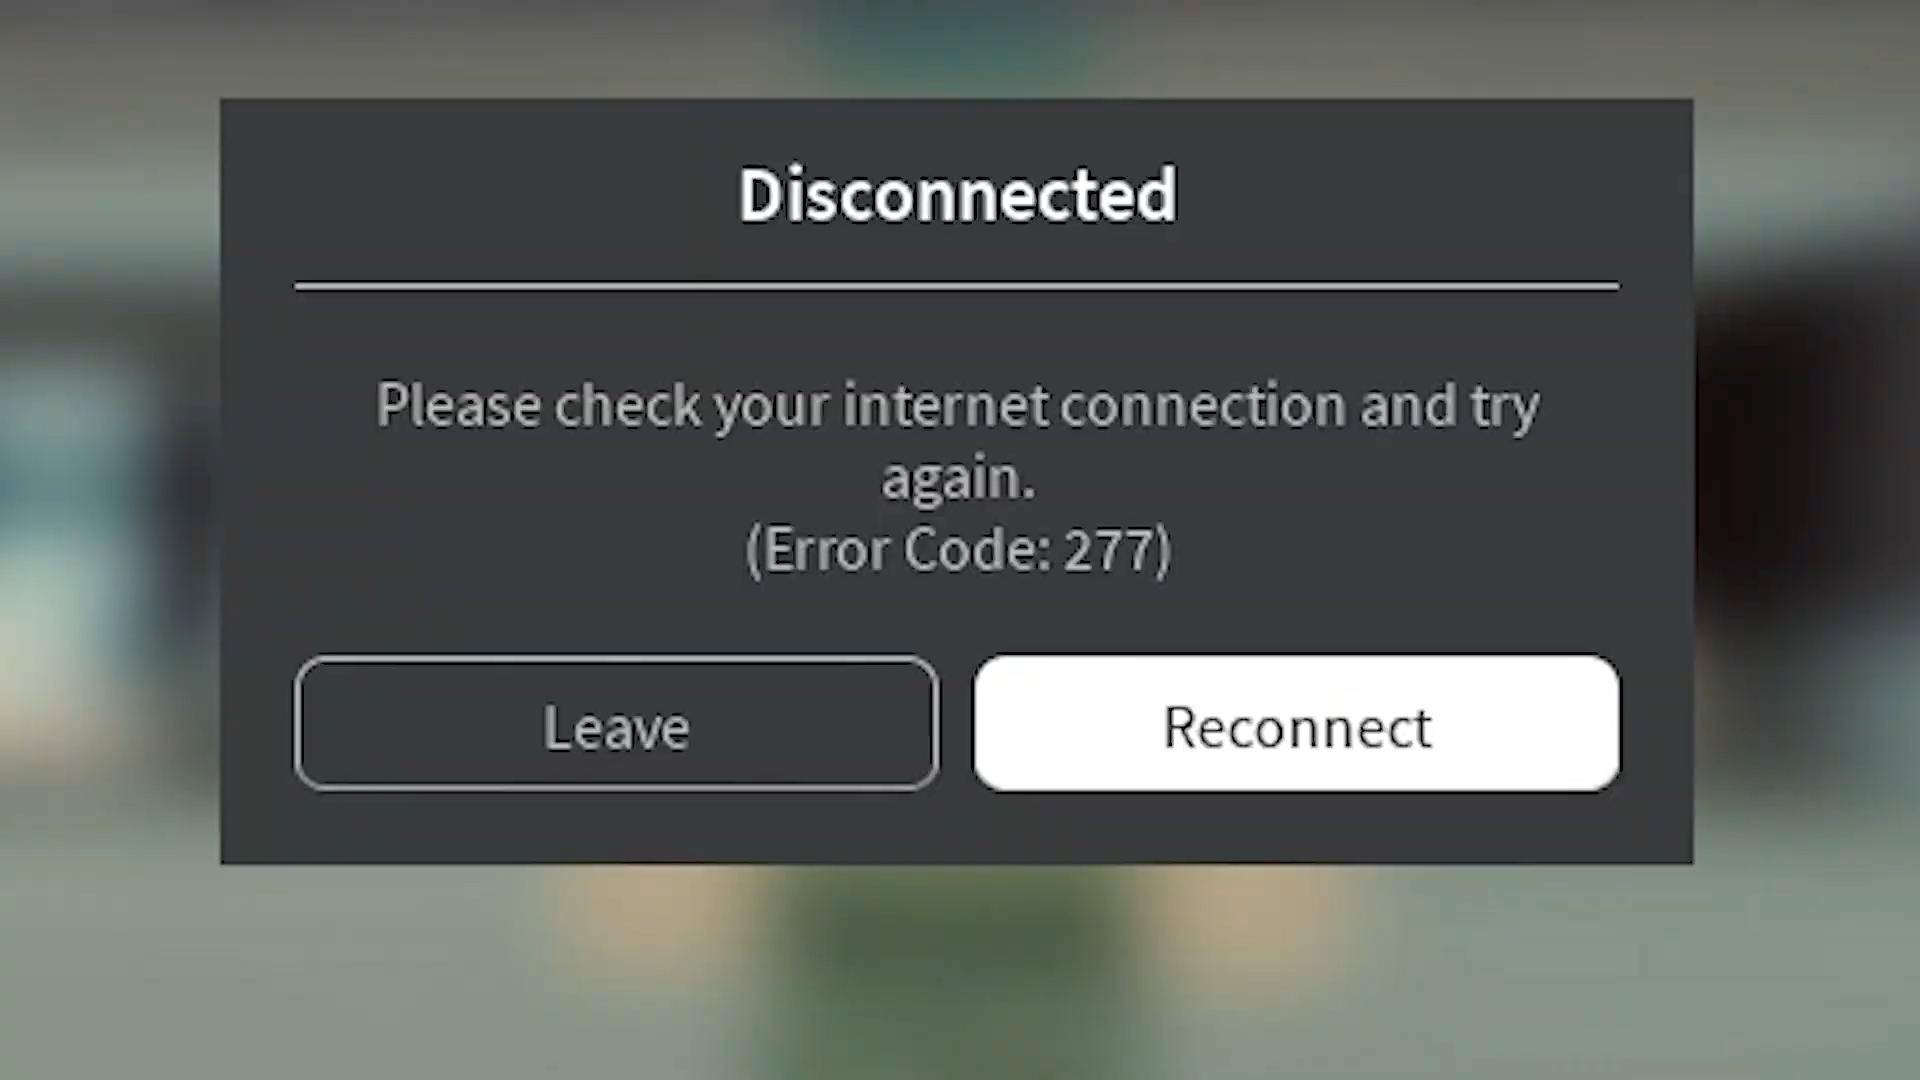 Disconnected
Please check your internet connection and try
again.
(Error Code: 277)
Leave
Reconnect